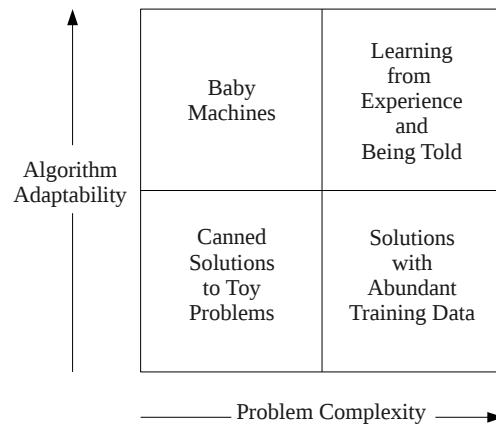 Baby
Machines
Learning
from
Experience
and
Being Told
Algorithm
Adaptability
Canned
Solutions
to Toy
Problems
Solutions
with
Abundant
Training Data
Problem Complexity